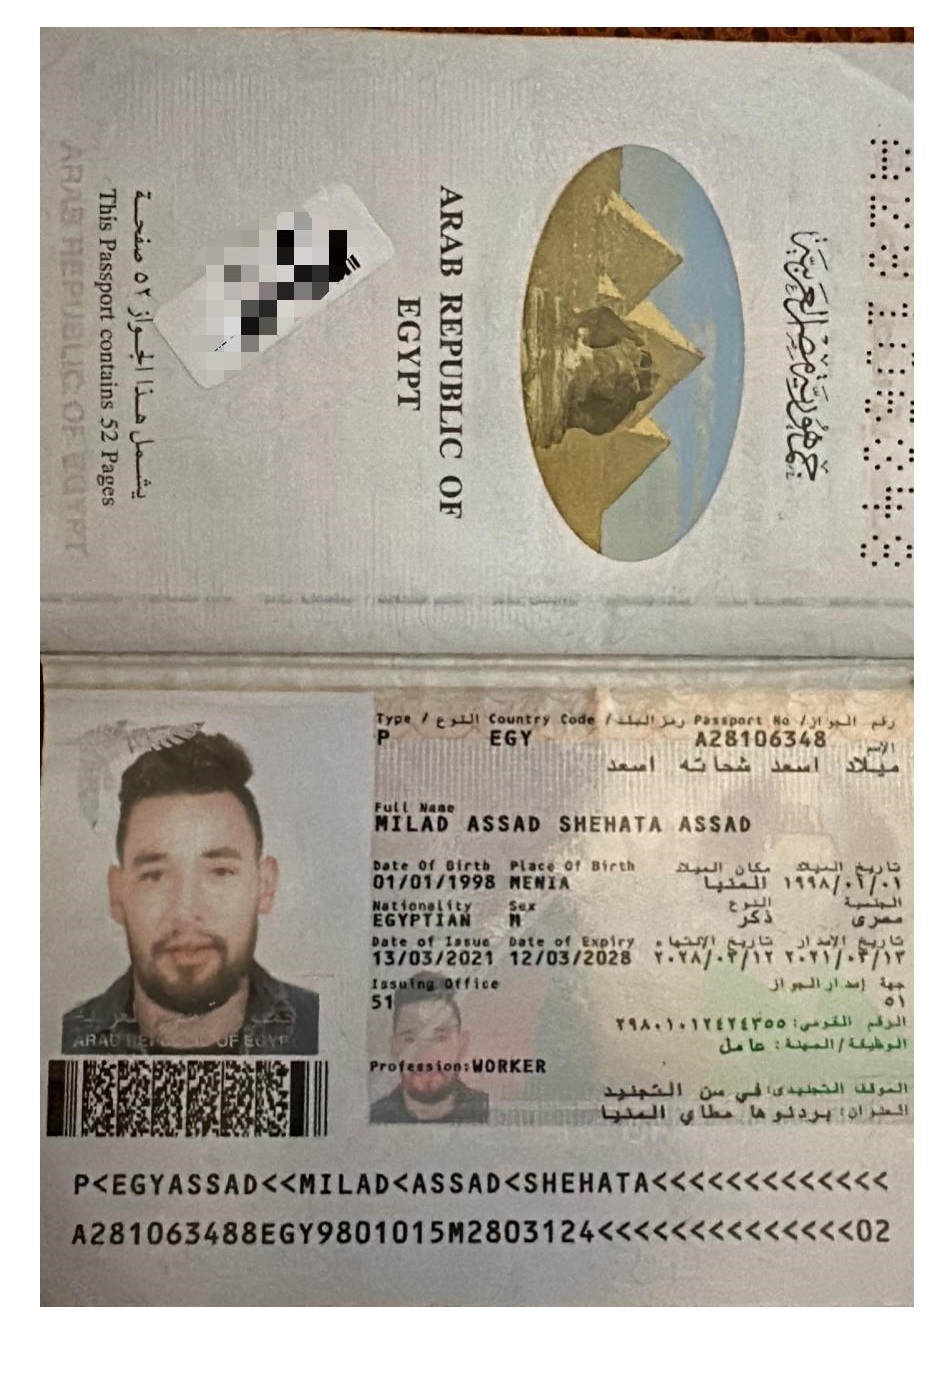 جمهورية مصر العربية
ARAB REPUBLIC OF
EGYPT
يشمل هذا الجواز ٥٢ صفحة
This Passport contains 52 Pages
ARAB REPUBLIC OF EGYPT
Type / النوع Country Code / رمز البلد Passport No / رقم الجواز
P EGY A28106348
الإسم
ميلاد اسعد شحاته اسعد
Full Name
MILAD ASSAD SHEHATA ASSAD
Date Of Birth Place Of Birth مكان الميلاد تاريخ الميلاد
01/01/1998 MENIA المنيا ١٩٩٨/٠١/٠١
Nationality Sex النوع الجنسية
EGYPTIAN M ذكر مصرى
Date of Issue Date of Expiry تاريخ الإنتهاء تاريخ الإصدار
13/03/2021 12/03/2028 ٢٠٢٨/٠٣/١٢ ٢٠٢١/٠٣/١٣
Issuing Office جهة إصدار الجواز
51 ٥١
الرقم القومى: ٢٩٨٠١٠١٢٤٢٤٣٥٥
الوظيفة/المهنة: عامل
Profession:WORKER
الموقف التجنيدى: في سن التجنيد
العنوان: بردنوها مطاي المنيا
ARAB REPUBLIC OF EGYP
P<EGYASSAD<<MILAD<ASSAD<SHEHATA<<<<<<<<<<<<<
A281063488EGY9801015M2803124<<<<<<<<<<<<<<02